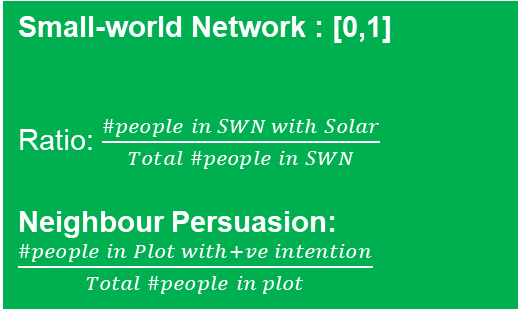 Small-world Network : [0,1]
Ratio: #people in SWN with Solar
Total #people in SWN
Neighbour Persuasion:
#people in Plot with+ve intention
Total #people in plot